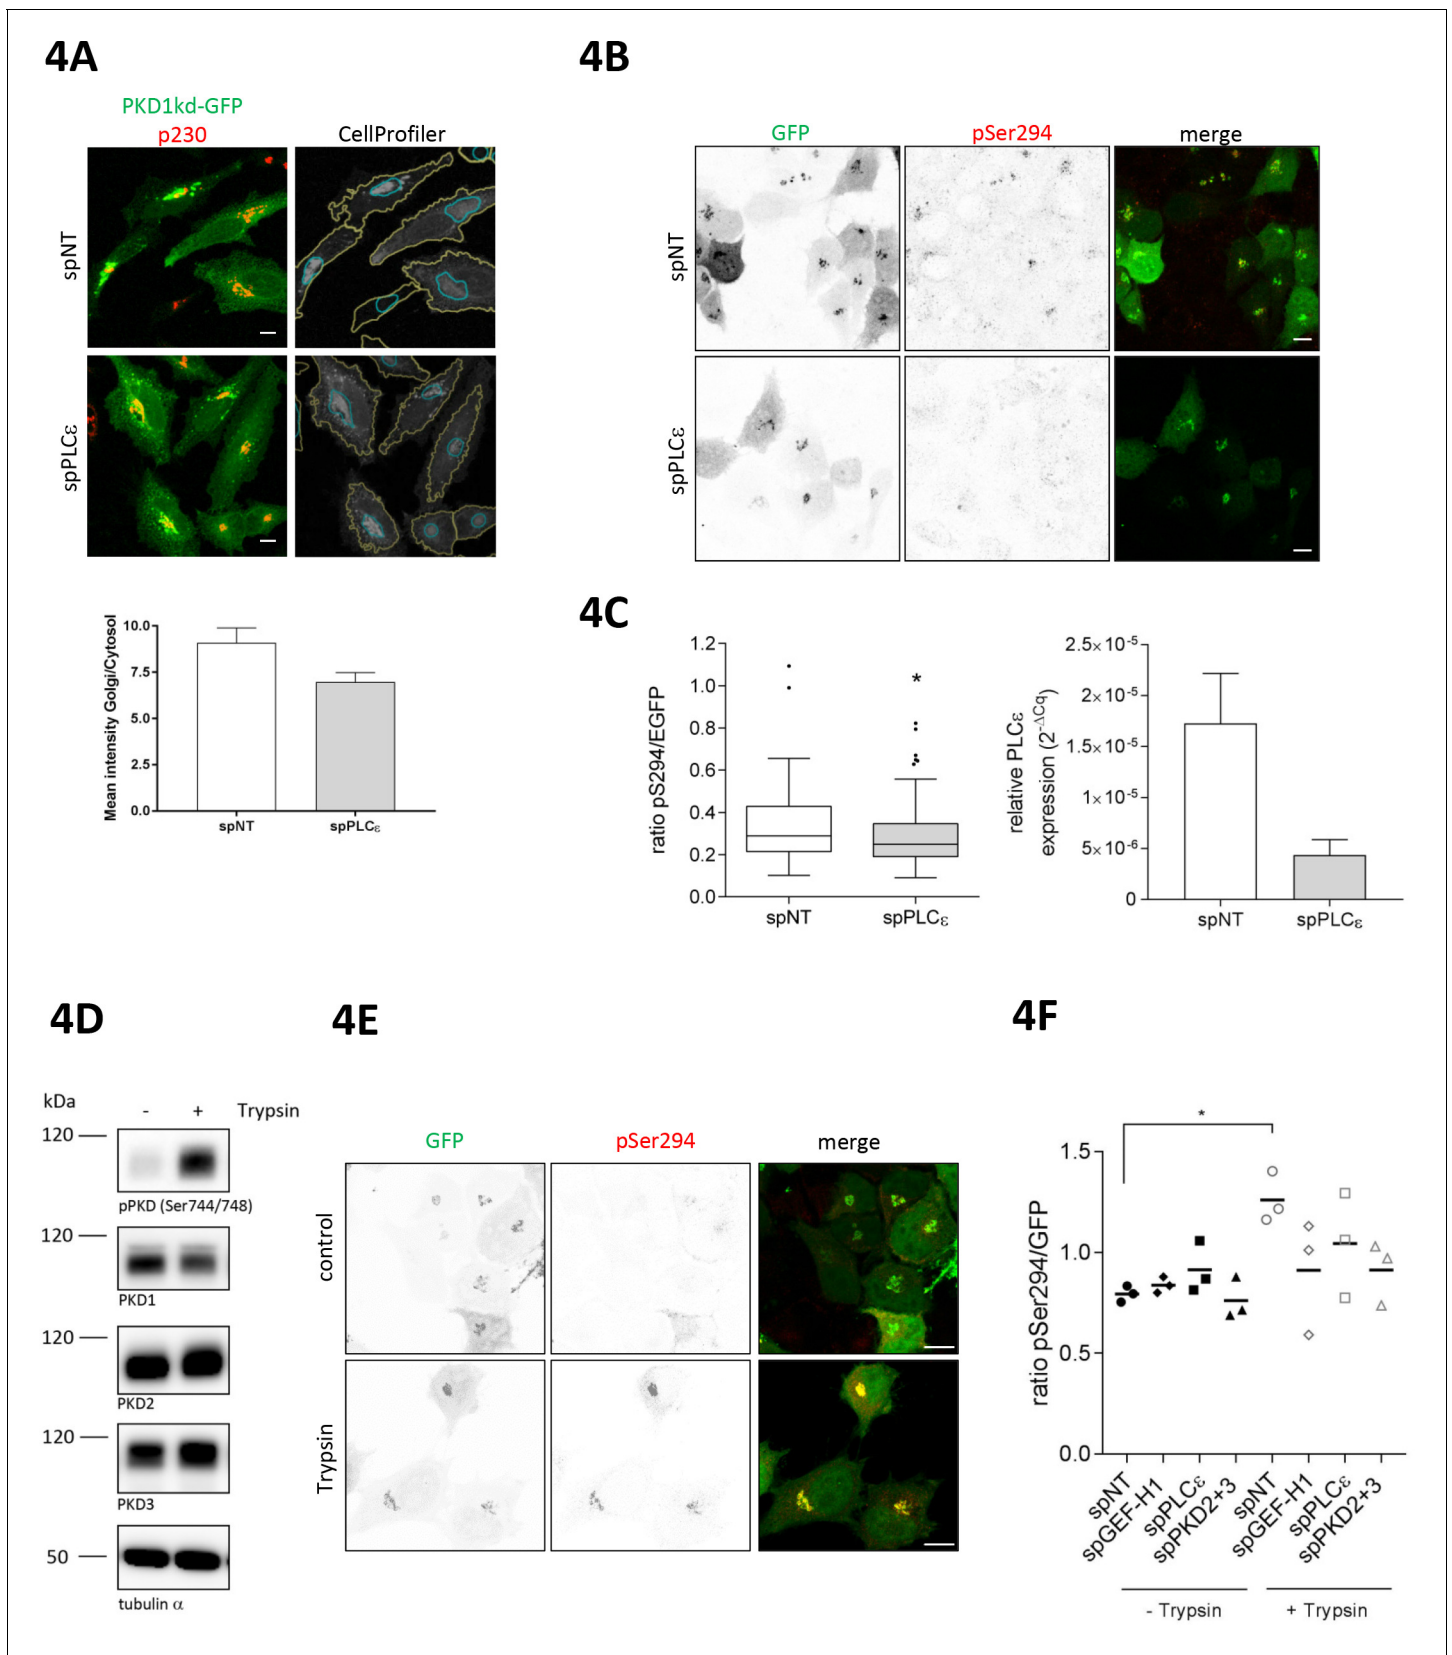 4A
PKD1kd-GFP
p230
CellProfiler
spNT
spPLCε
Mean intensity Golgi/Cytosol
10.0
7.5
5.0
2.5
0.0
spNT
spPLCε
4B
GFP
pSer294
merge
spNT
spPLCε
4C
ratio pS294/EGFP
1.2
1.0
0.8
0.6
0.4
0.2
0.0
*
spNT
spPLCε
relative PLCε
expression (2^-ΔCq)
2.5×10^-5
2×10^-5
1.5×10^-5
1×10^-5
5×10^-6
0
spNT
spPLCε
4D
kDa
- + Trypsin
120
pPKD (Ser744/748)
120
PKD1
120
PKD2
120
PKD3
50
tubulin α
4E
GFP
pSer294
merge
control
Trypsin
4F
*
ratio pSer294/GFP
1.5
1.0
0.5
0.0
spNT
spGEF-H1
spPLCε
spPKD2+3
spNT
spGEF-H1
spPLCε
spPKD2+3
- Trypsin
+ Trypsin